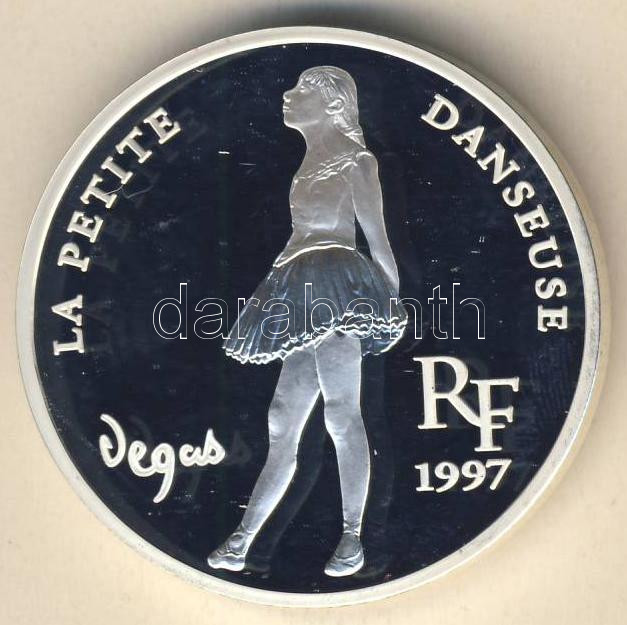 LA PETITE DANSEUSE
darabanth
Degas
RF
1997